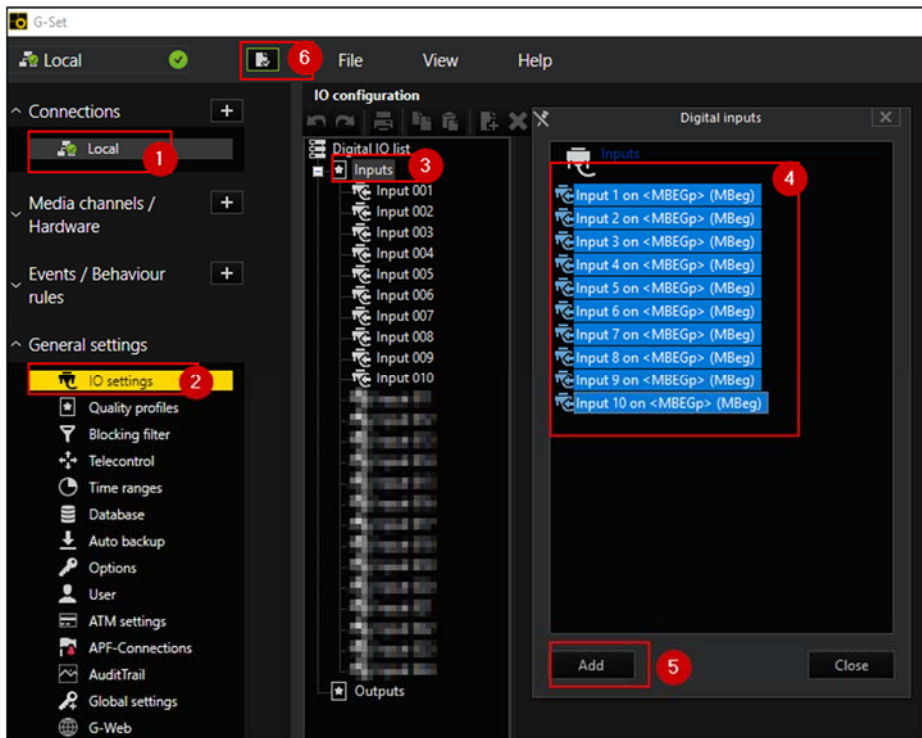 G-Set
Local
6
File
View
Help
Connections
+
Local
1
Media channels /
Hardware
+
Events / Behaviour
rules
+
General settings
IO settings
2
Quality profiles
Blocking filter
Telecontrol
Time ranges
Database
Auto backup
Options
User
ATM settings
APF-Connections
AuditTrail
Global settings
G-Web
IO configuration
Digital IO list
Inputs
3
Input 001
Input 002
Input 003
Input 004
Input 005
Input 006
Input 007
Input 008
Input 009
Input 010
Outputs
Digital inputs
Inputs
4
Input 1 on <MBEGp> (MBeg)
Input 2 on <MBEGp> (MBeg)
Input 3 on <MBEGp> (MBeg)
Input 4 on <MBEGp> (MBeg)
Input 5 on <MBEGp> (MBeg)
Input 6 on <MBEGp> (MBeg)
Input 7 on <MBEGp> (MBeg)
Input 8 on <MBEGp> (MBeg)
Input 9 on <MBEGp> (MBeg)
Input 10 on <MBEGp> (MBeg)
Add
5
Close